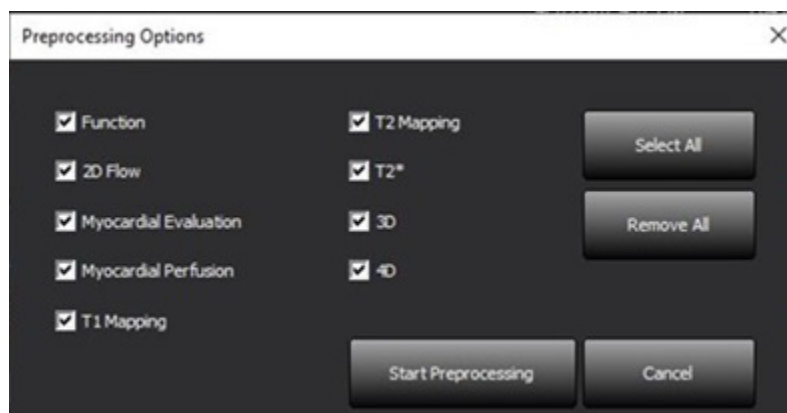 Preprocessing Options
Function
T2 Mapping
Select All
2D Flow
T2*
Myocardial Evaluation
3D
Remove All
Myocardial Perfusion
4D
T1 Mapping
Start Preprocessing
Cancel